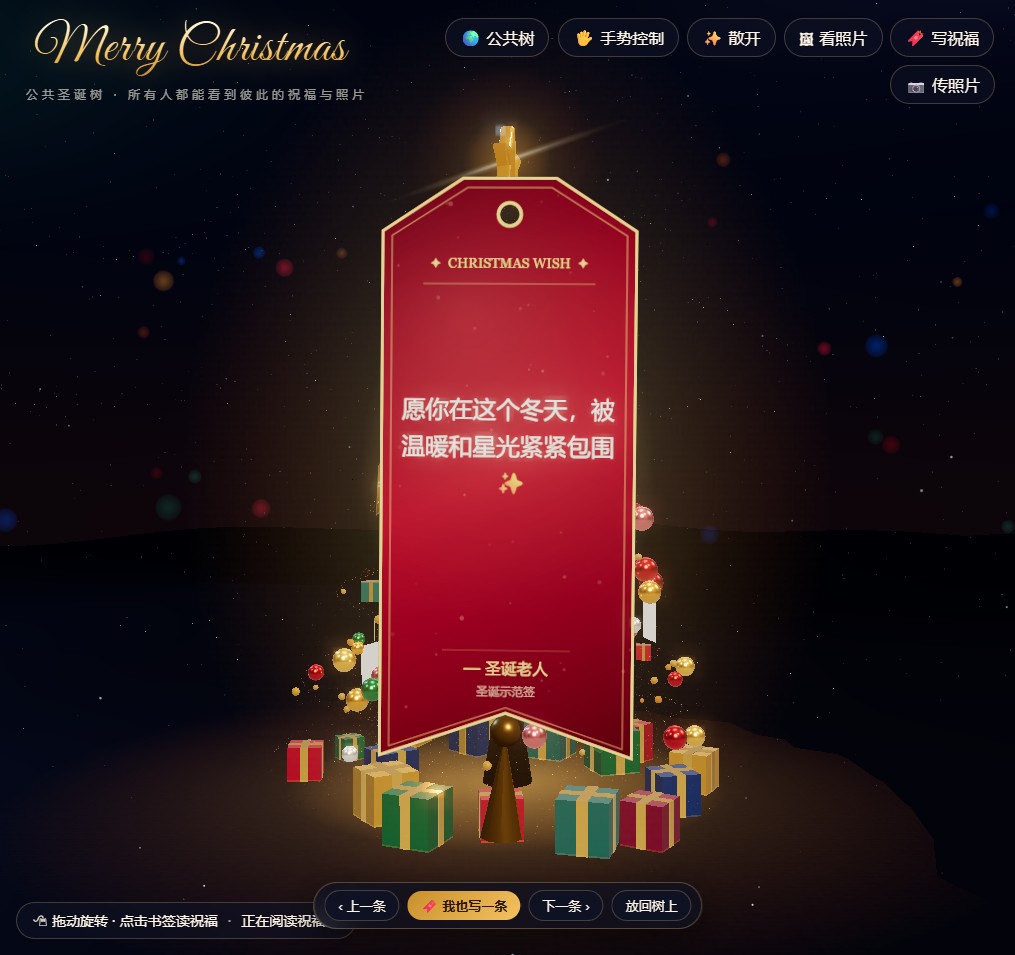 Merry Christmas
公共圣诞树 · 所有人都能看到彼此的祝福与照片
🌍 公共树
🖐 手势控制
✨ 散开
🖼 看照片
🧧 写祝福
📷 传照片
✦ CHRISTMAS WISH ✦
愿你在这个冬天，被
温暖和星光紧紧包围
✨
— 圣诞老人
圣诞示范签
🖱 拖动旋转 · 点击书签读祝福 · 正在阅读祝福
‹ 上一条
🧧 我也写一条
下一条 ›
放回树上